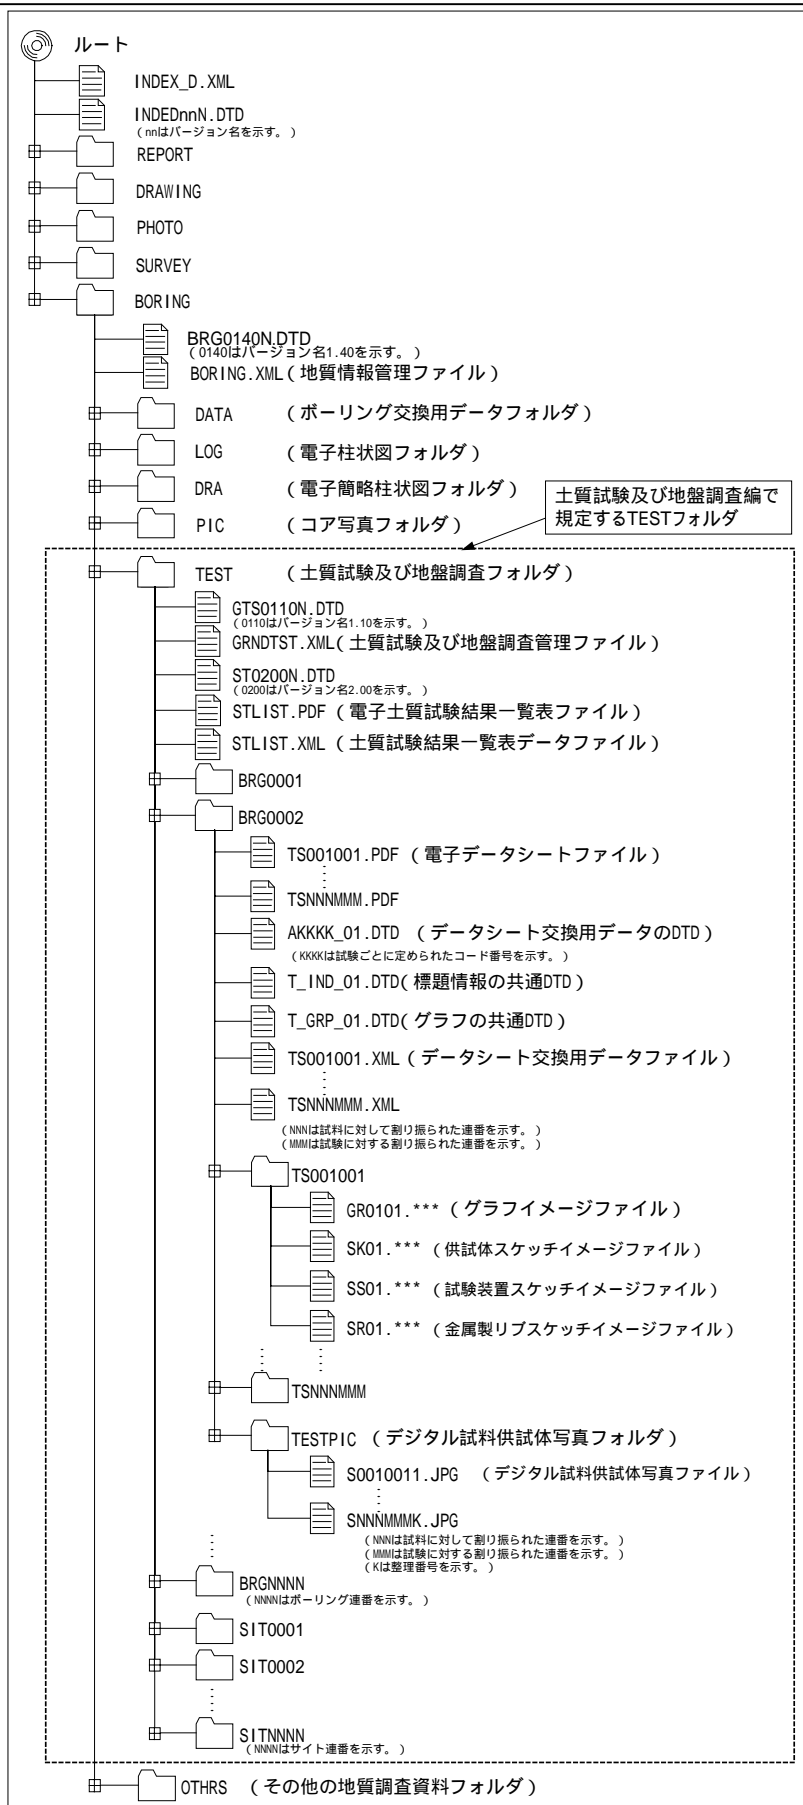 ルート
INDEX_D.XML
INDEDnnN.DTD
(nnはバージョン名を示す。)
REPORT
DRAWING
PHOTO
SURVEY
BORING
BRG0140N.DTD
(0140はバージョン名1.40を示す。)
BORING.XML(地質情報管理ファイル)
DATA (ボーリング交換用データフォルダ)
LOG (電子柱状図フォルダ)
DRA (電子簡略柱状図フォルダ)
土質試験及び地盤調査編で
規定するTESTフォルダ
PIC (コア写真フォルダ)
TEST (土質試験及び地盤調査フォルダ)
GTS0110N.DTD
(0110はバージョン名1.10を示す。)
GRNDTST.XML(土質試験及び地盤調査管理ファイル)
ST0200N.DTD
(0200はバージョン名2.00を示す。)
STLIST.PDF(電子土質試験結果一覧表ファイル)
STLIST.XML(土質試験結果一覧表データファイル)
BRG0001
BRG0002
TS001001.PDF(電子データシートファイル)
TSNNNMMM.PDF
AKKKK_01.DTD (データシート交換用データのDTD)
(KKKKは試験ごとに定められたコード番号を示す。)
T_IND_01.DTD(標題情報の共通DTD)
T_GRP_01.DTD(グラフの共通DTD)
TS001001.XML(データシート交換用データファイル)
TSNNNMMM.XML
(NNNは試料に対して割り振られた連番を示す。)
(MMMは試験に対する割り振られた連番を示す。)
TS001001
GR0101.***(グラフイメージファイル)
SK01.***(供試体スケッチイメージファイル)
SS01.***(試験装置スケッチイメージファイル)
SR01.***(金属製リブスケッチイメージファイル)
TSNNNMMM
TESTPIC (デジタル試料供試体写真フォルダ)
S0010011.JPG (デジタル試料供試体写真ファイル)
SNNNMMMK.JPG
(NNNは試料に対して割り振られた連番を示す。)
(MMMは試験に対する割り振られた連番を示す。)
(Kは整理番号を示す。)
BRGNNNN
(NNNNはボーリング連番を示す。)
SIT0001
SIT0002
SITNNNN
(NNNNはサイト連番を示す。)
OTHRS (その他の地質調査資料フォルダ)